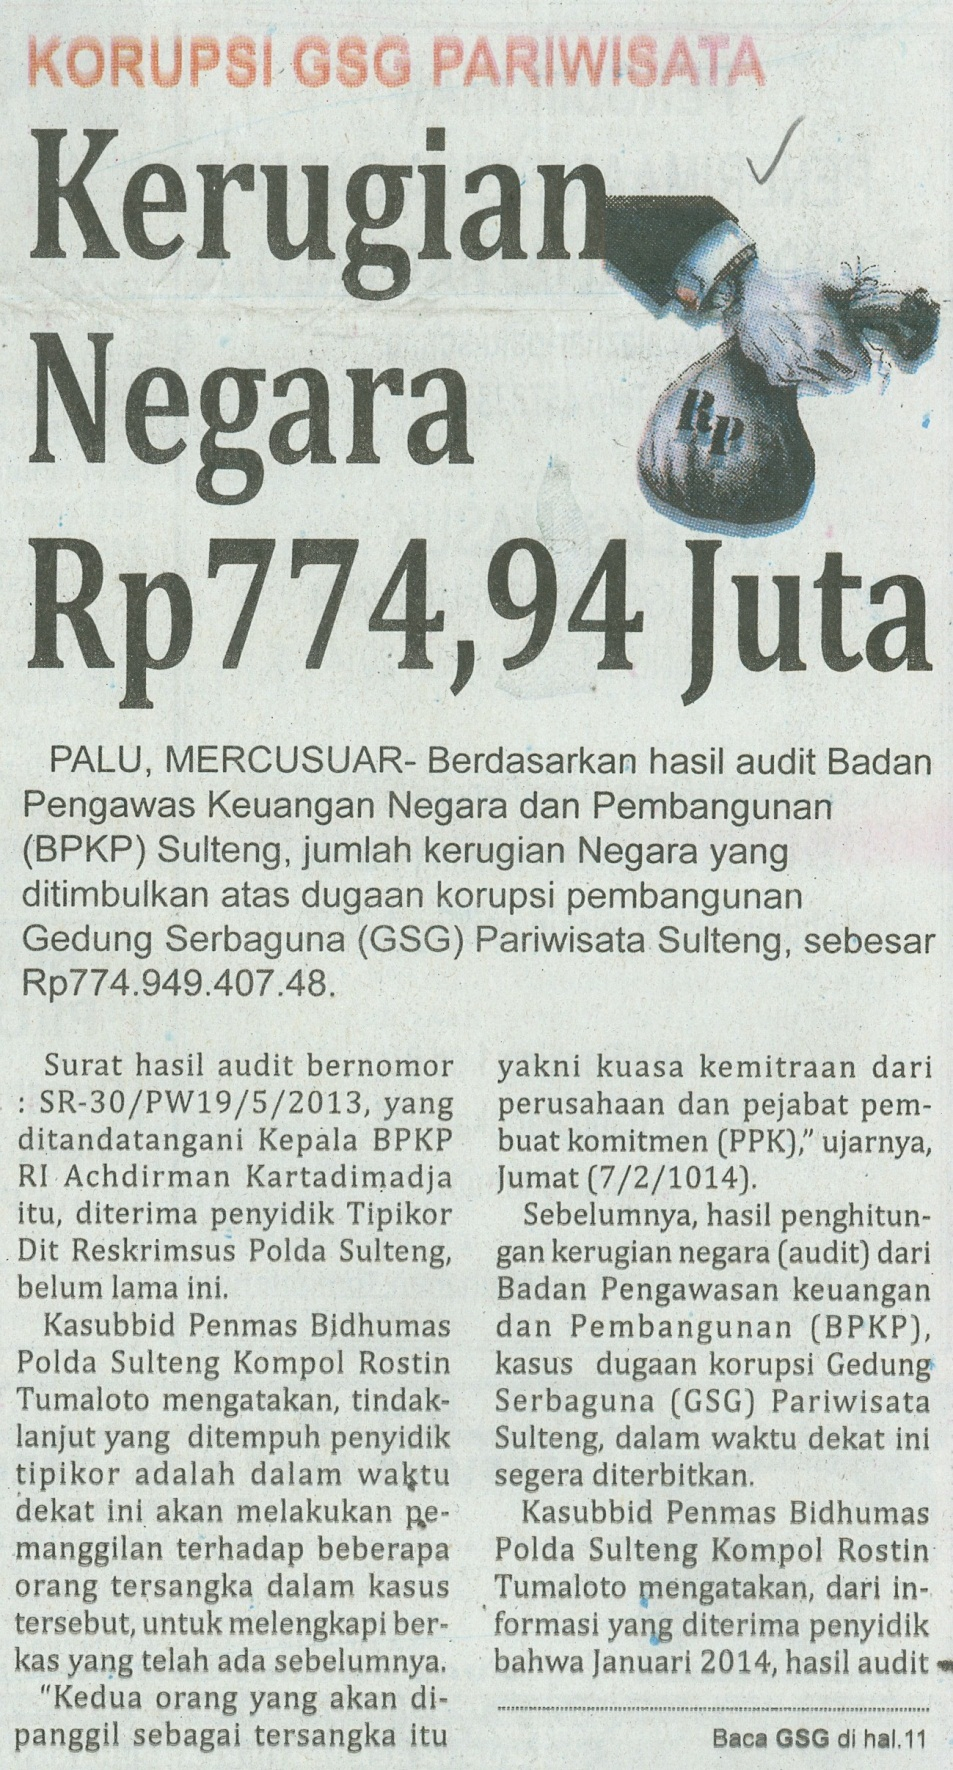 KORUPSI GSG PARIWISATA
Kerugian
Negara
Rp774,94 Juta
Rp
PALU, MERCUSUAR- Berdasarkan hasil audit Badan
Pengawas Keuangan Negara dan Pembangunan
(BPKP) Sulteng, jumlah kerugian Negara yang
ditimbulkan atas dugaan korupsi pembangunan
Gedung Serbaguna (GSG) Pariwisata Sulteng, sebesar
Rp774.949.407.48.
Surat hasil audit bernomor
: SR-30/PW19/5/2013, yang
ditandatangani Kepala BPKP
RI Achdirman Kartadimadja
itu, diterima penyidik Tipikor
Dit Reskrimsus Polda Sulteng,
belum lama ini.
Kasubbid Penmas Bidhumas
Polda Sulteng Kompol Rostin
Tumaloto mengatakan, tindak-
lanjut yang ditempuh penyidik
tipikor adalah dalam waktu
dekat ini akan melakukan pe-
manggilan terhadap beberapa
orang tersangka dalam kasus
tersebut, untuk melengkapi ber-
kas yang telah ada sebelumnya.
"Kedua orang yang akan di-
panggil sebagai tersangka itu
yakni kuasa kemitraan dari
perusahaan dan pejabat pem-
buat komitmen (PPK)," ujarnya,
Jumat (7/2/1014).
Sebelumnya, hasil penghitun-
gan kerugian negara (audit) dari
Badan Pengawasan keuangan
dan Pembangunan (BPKP),
kasus dugaan korupsi Gedung
Serbaguna (GSG) Pariwisata
Sulteng, dalam waktu dekat ini
segera diterbitkan.
Kasubbid Penmas Bidhumas
Polda Sulteng Kompol Rostin
Tumaloto mengatakan, dari in-
formasi yang diterima penyidik
bahwa Januari 2014, hasil audit
Baca GSG di hal.11